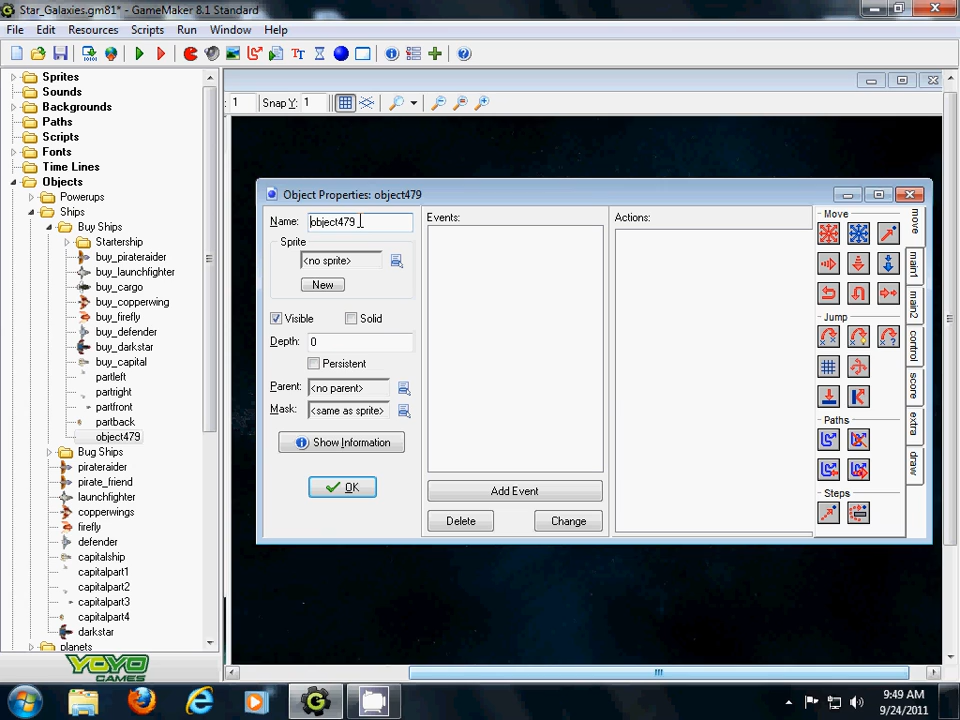 Star_Galaxies.gm81* - GameMaker 8.1 Standard
File Edit Resources Scripts Run Window Help
Sprites
Sounds
Backgrounds
Paths
Scripts
Fonts
Time Lines
Objects
Powerups
Ships
Buy Ships
Startership
buy_pirateraider
buy_launchfighter
buy_cargo
buy_copperwing
buy_firefly
buy_defender
buy_darkstar
buy_capital
partleft
partright
partfront
partback
object479
Bug Ships
pirateraider
pirate_friend
launchfighter
copperwings
firefly
defender
capitalship
capitalpart1
capitalpart2
capitalpart3
capitalpart4
darkstar
planets
YOYO
GAMES
: 1 Snap Y: 1
Object Properties: object479
Name: object479
Sprite
<no sprite>
New
Visible Solid
Depth: 0
Persistent
Parent: <no parent>
Mask: <same as sprite>
Show Information
OK
Events:
Add Event
Delete Change
Actions:
Move
Jump
Paths
Steps
move
main1
main2
control
score
extra
draw
9:49 AM
9/24/2011